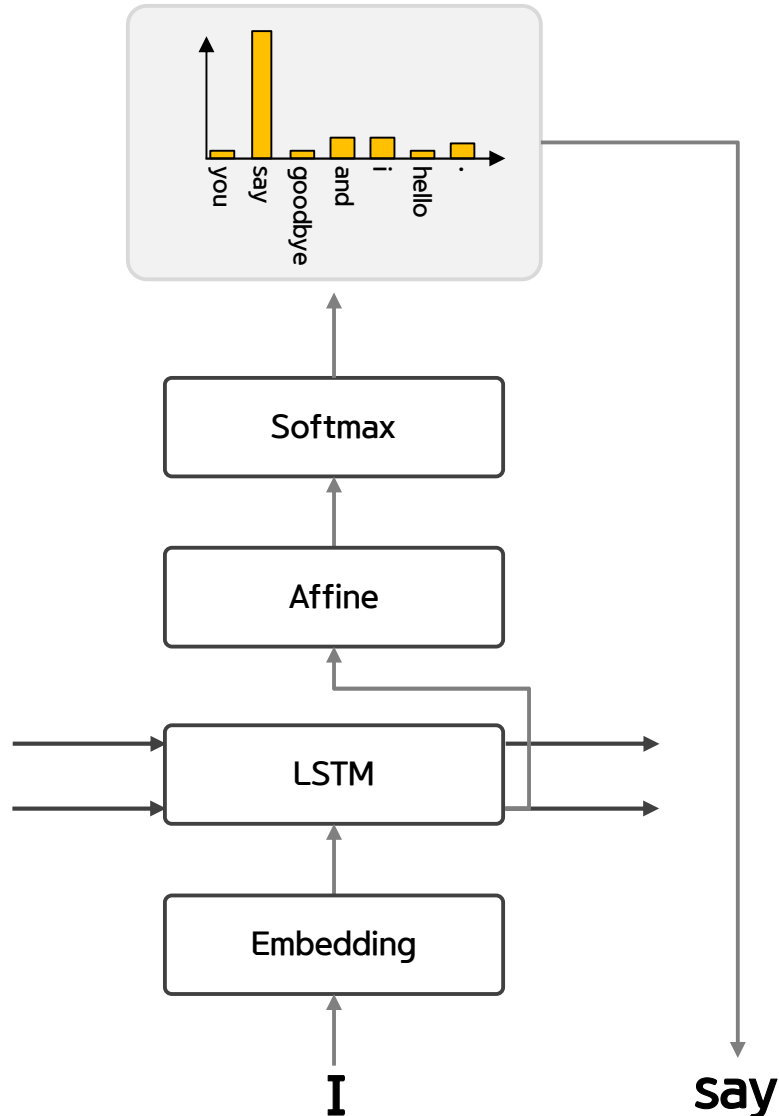 you say goodbye and i hello .
Softmax
Affine
LSTM
Embedding
I say